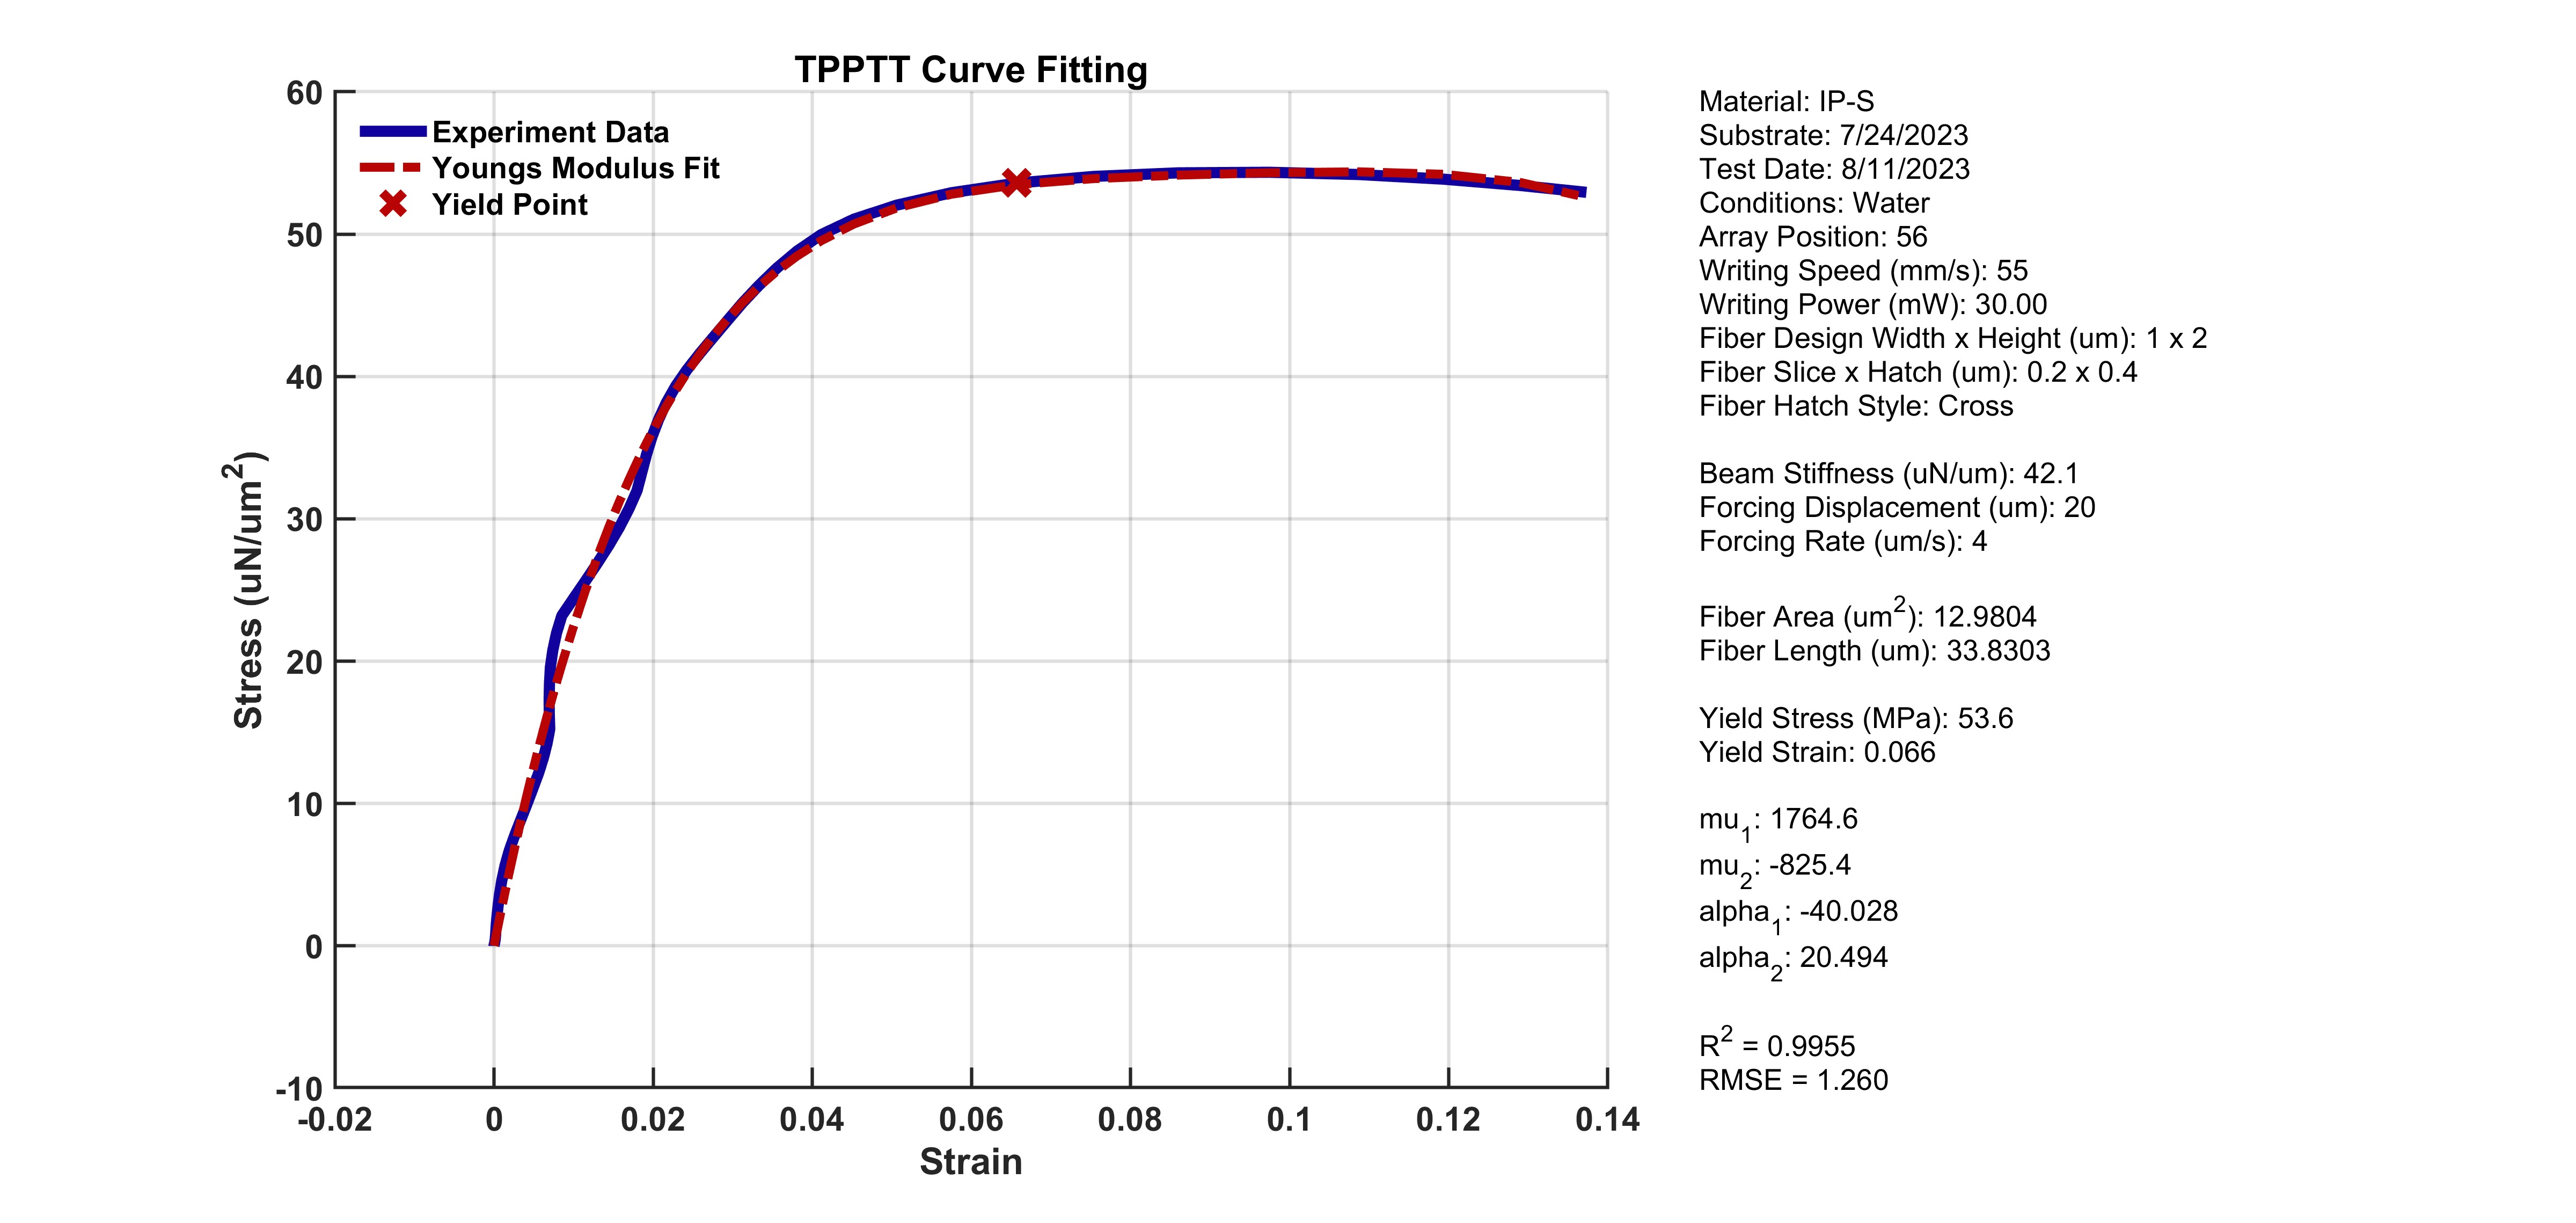 TPPTT Curve Fitting
60
50
40
30
20
10
0
-10
Stress (uN/um²)
Experiment Data
Youngs Modulus Fit
Yield Point
-0.02 0 0.02 0.04 0.06 0.08 0.1 0.12 0.14
Strain
Material: IP-S
Substrate: 7/24/2023
Test Date: 8/11/2023
Conditions: Water
Array Position: 56
Writing Speed (mm/s): 55
Writing Power (mW): 30.00
Fiber Design Width x Height (um): 1 x 2
Fiber Slice x Hatch (um): 0.2 x 0.4
Fiber Hatch Style: Cross
Beam Stiffness (uN/um): 42.1
Forcing Displacement (um): 20
Forcing Rate (um/s): 4
Fiber Area (um²): 12.9804
Fiber Length (um): 33.8303
Yield Stress (MPa): 53.6
Yield Strain: 0.066
mu₁: 1764.6
mu₂: -825.4
alpha₁: -40.028
alpha₂: 20.494
R² = 0.9955
RMSE = 1.260